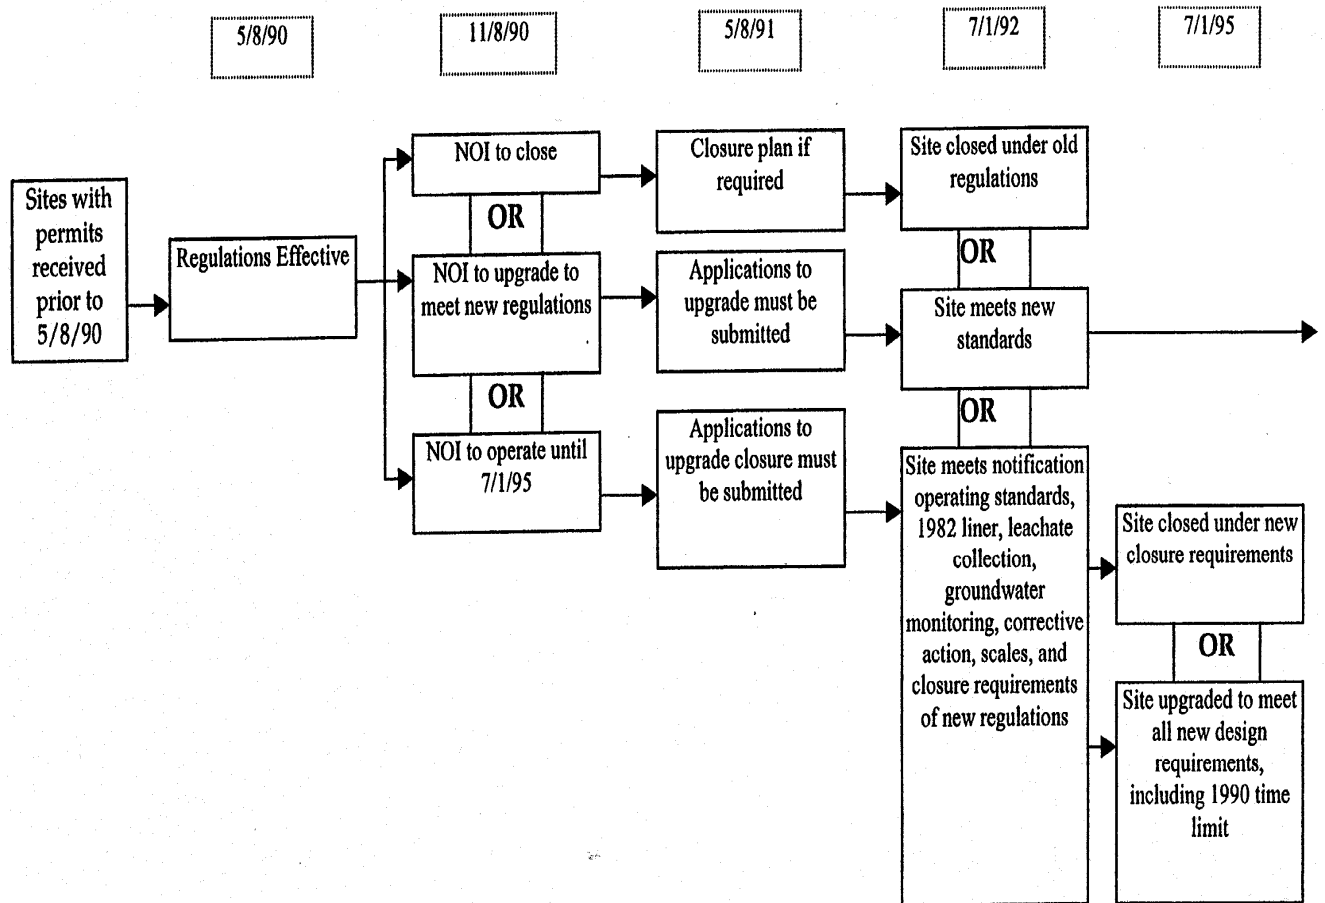 5/8/90
11/8/90
5/8/91
7/1/92
7/1/95
Sites with
permits
received
prior to
5/8/90
Regulations Effective
NOI to close
OR
NOI to upgrade to
meet new regulations
OR
NOI to operate until
7/1/95
Closure plan if
required
Applications to
upgrade must be
submitted
Applications to
upgrade closure must
be submitted
Site closed under old
regulations
OR
Site meets new
standards
OR
Site meets notification
operating standards,
1982 liner, leachate
collection,
groundwater
monitoring, corrective
action, scales, and
closure requirements
of new regulations
Site closed under new
closure requirements
OR
Site upgraded to meet
all new design
requirements,
including 1990 time
limit